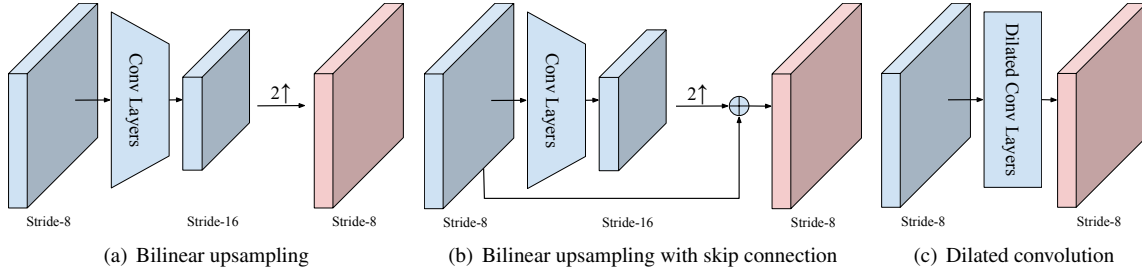 Conv Layers
2↑
Stride-8
Stride-16
Stride-8
(a) Bilinear upsampling
Conv Layers
2↑
Stride-8
Stride-16
Stride-8
(b) Bilinear upsampling with skip connection
Dilated Conv Layers
Stride-8
Stride-8
(c) Dilated convolution